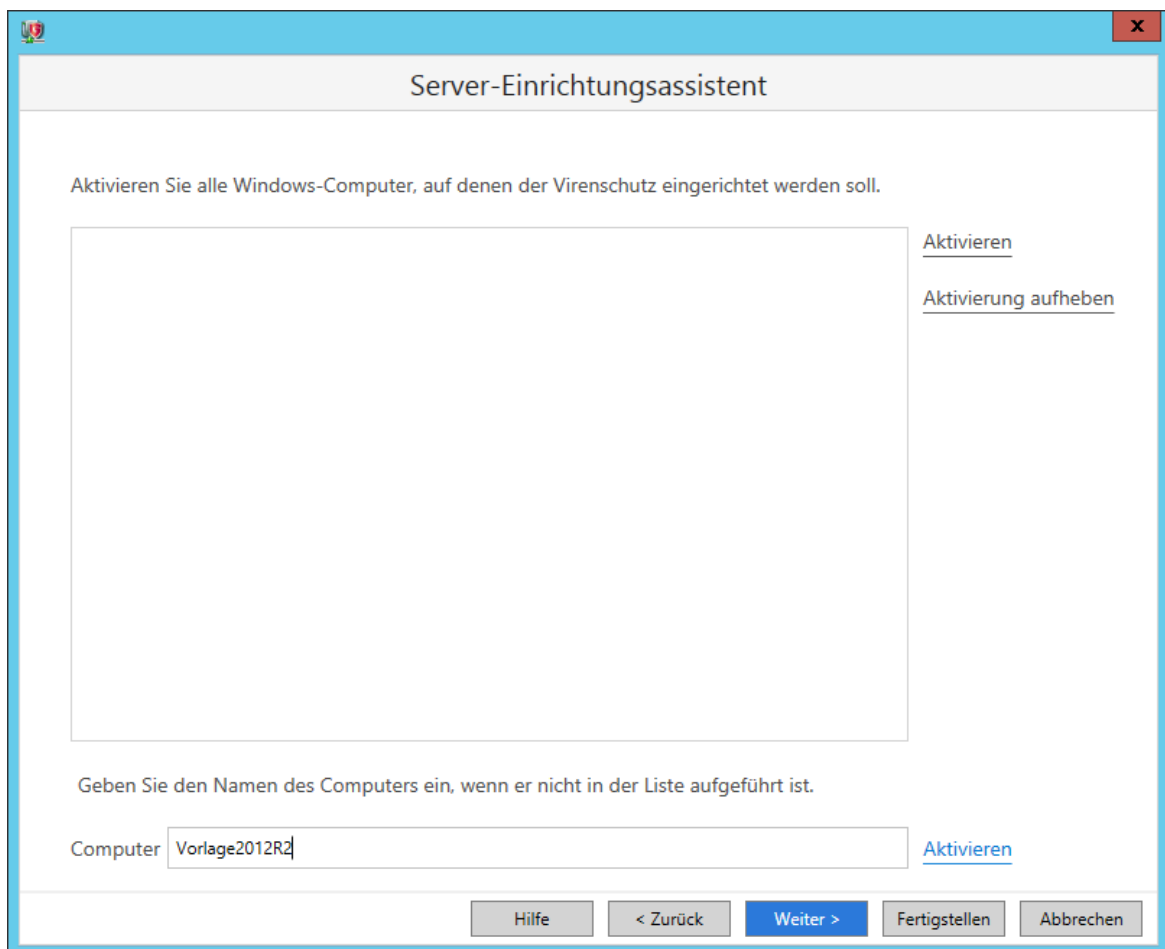 Server-Einrichtungsassistent
Aktivieren Sie alle Windows-Computer, auf denen der Virenschutz eingerichtet werden soll.
Aktivieren
Aktivierung aufheben
Geben Sie den Namen des Computers ein, wenn er nicht in der Liste aufgeführt ist.
Computer Vorlage2012R2 Aktivieren
Hilfe < Zurück Weiter > Fertigstellen Abbrechen